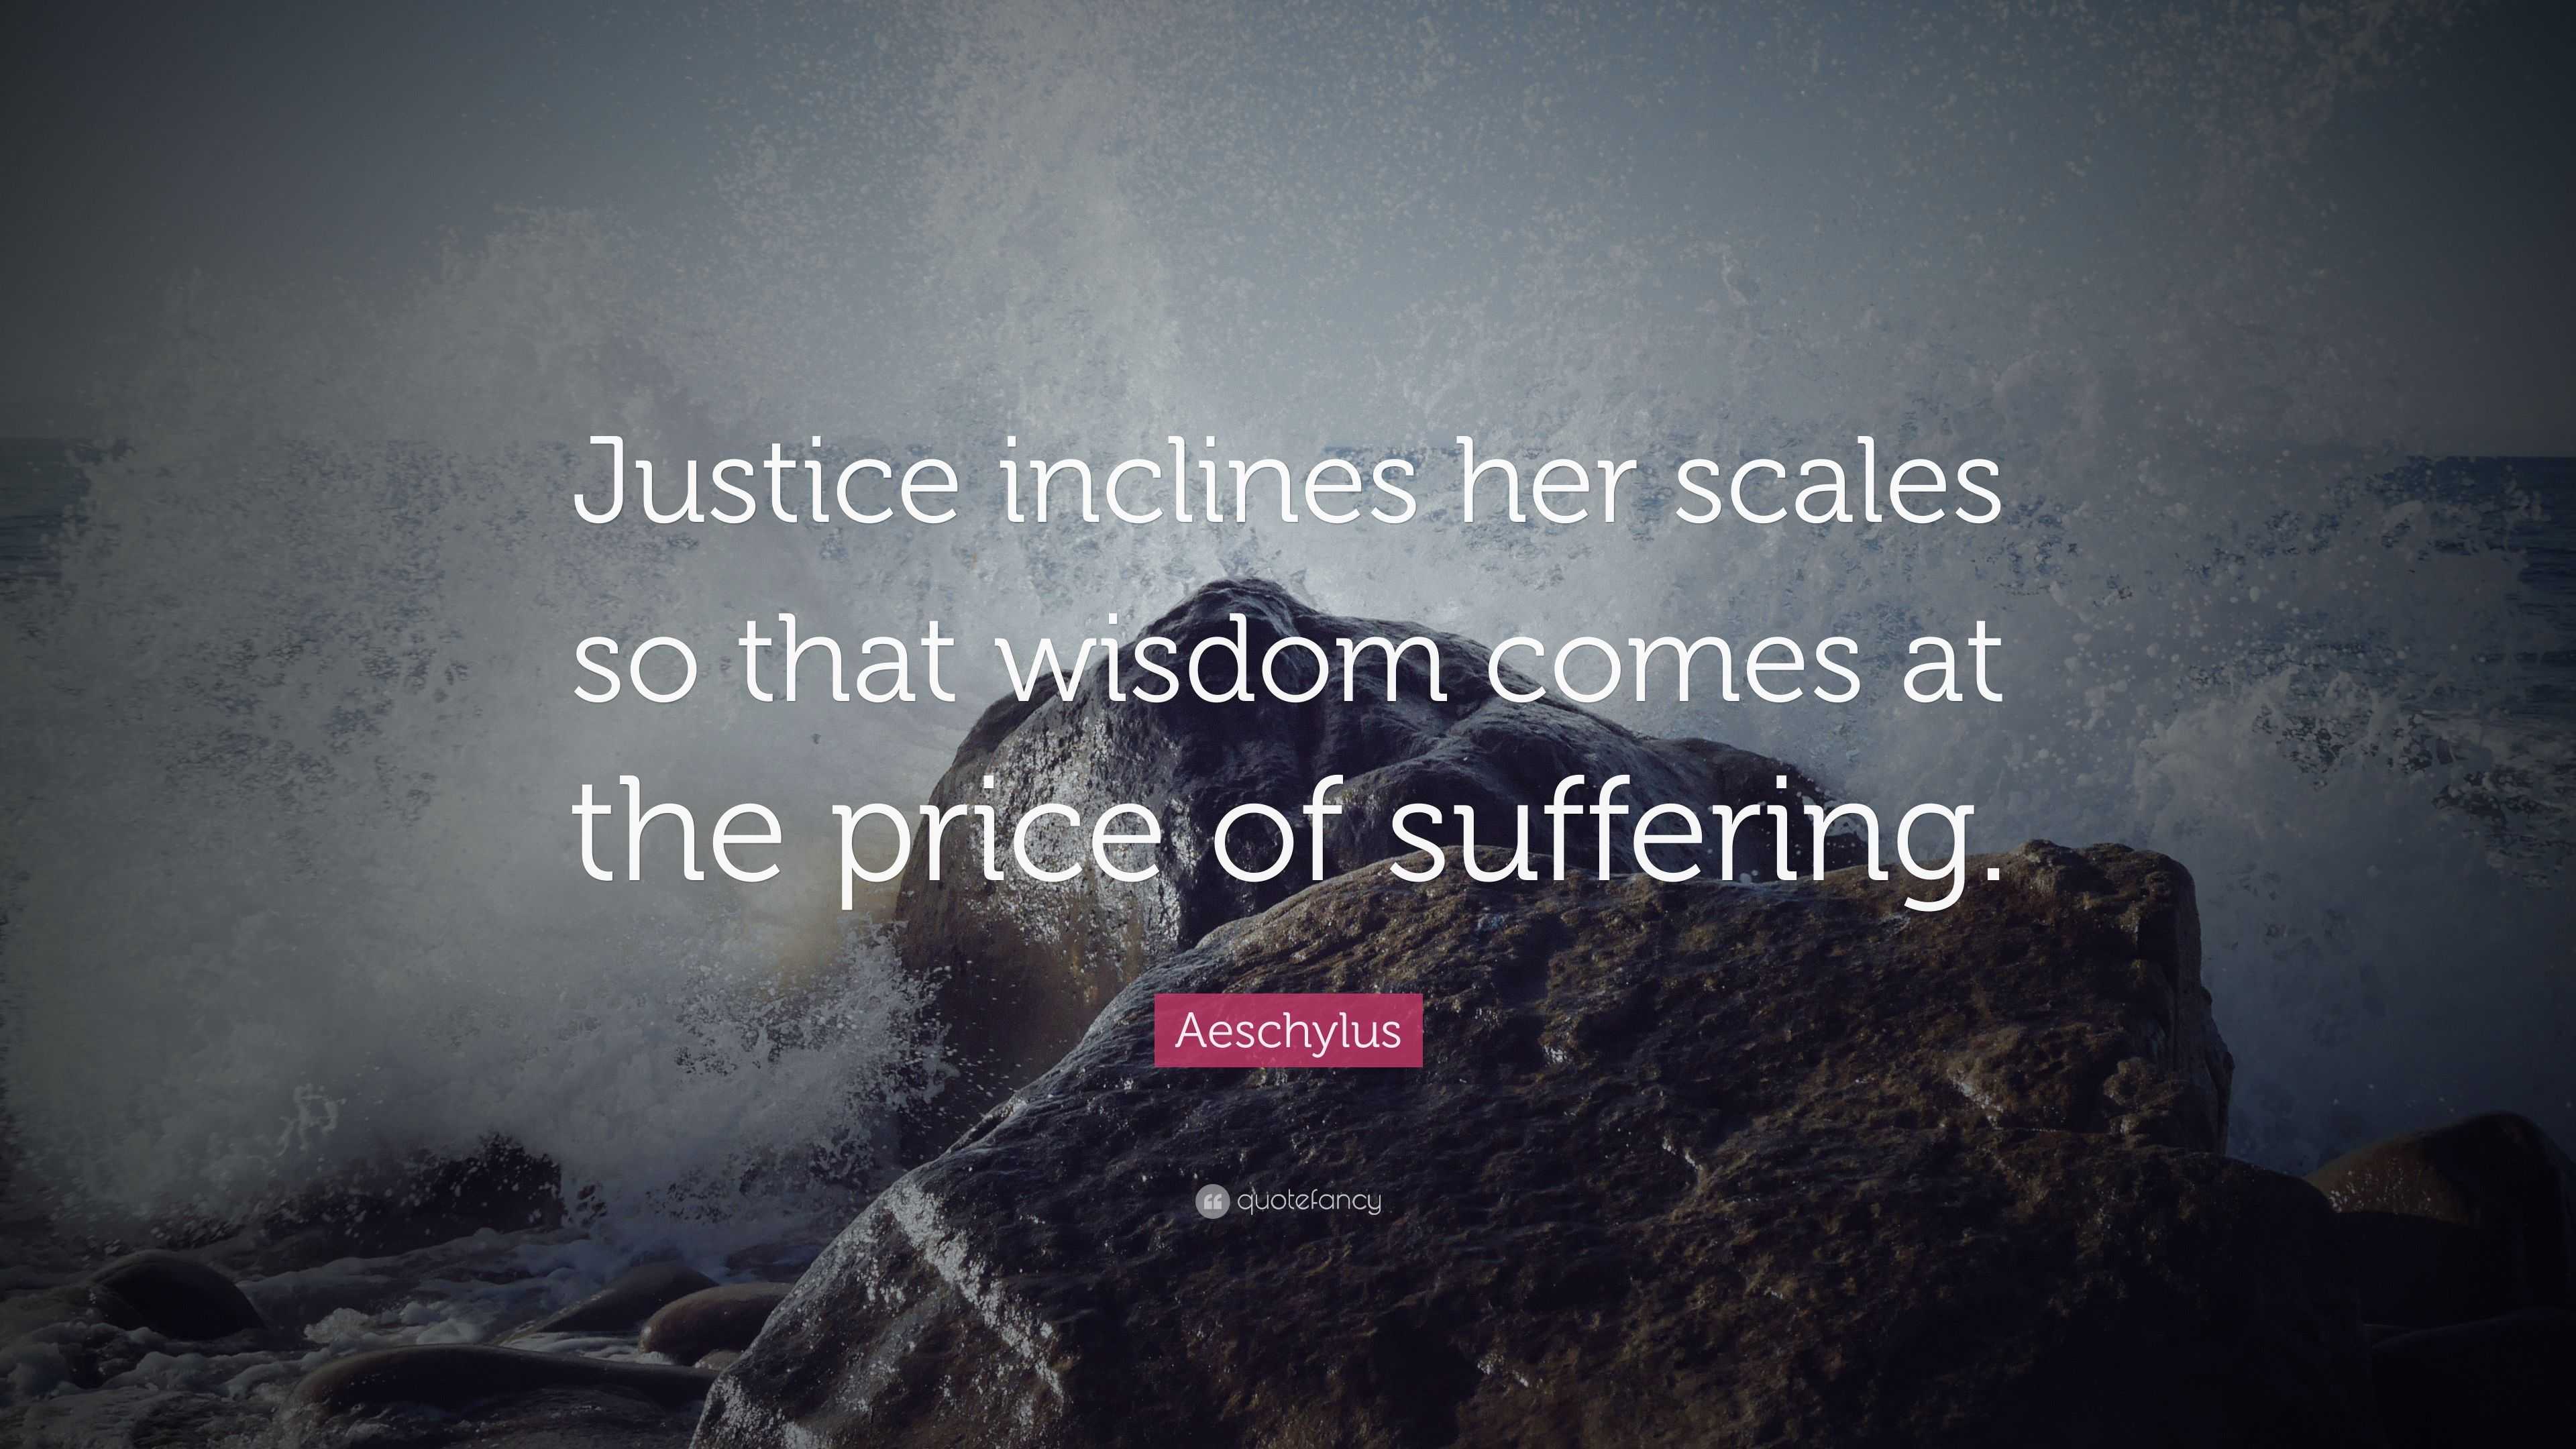 Justice inclines her scales
so that wisdom comes at
the price of suffering.
Aeschylus
quotefancy